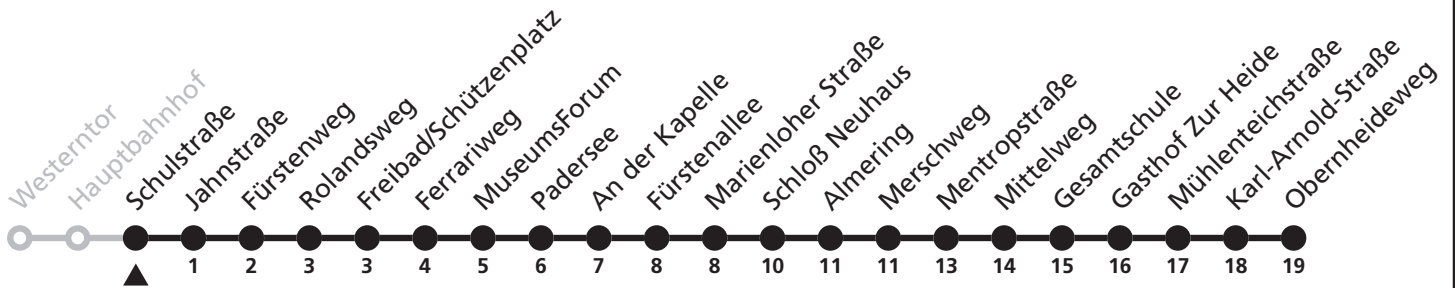 Westerntor
Hauptbahnhof
Schulstraße
Jahnstraße
Fürstenweg
Rolandsweg
Freibad/Schützenplatz
Ferrariweg
MuseumsForum
Padersee
An der Kapelle
Fürstenallee
Marienloher Straße
Schloß Neuhaus
Almering
Merschweg
Mentropstraße
Mittelweg
Gesamtschule
Gasthof Zur Heide
Mühlenteichstraße
Karl-Arnold-Straße
Obernheideweg
1 2 3 3 4 5 6 7 8 8 10 11 11 13 14 15 16 17 18 19